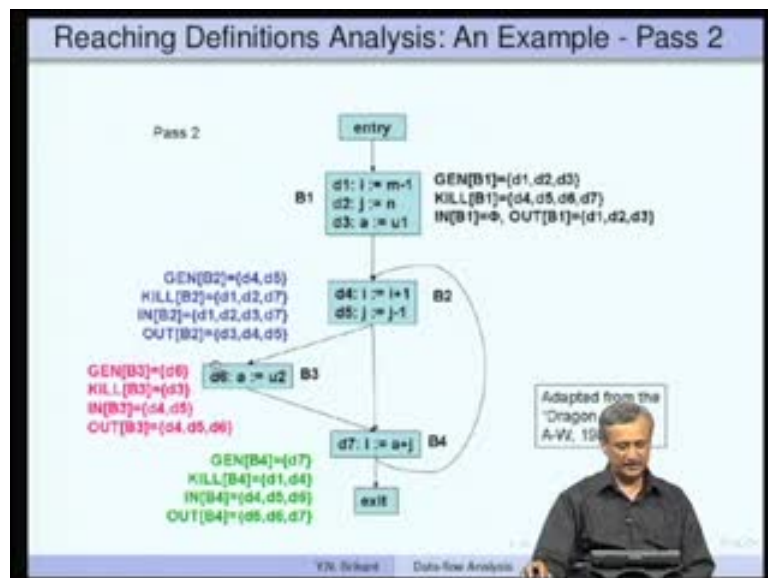 Reaching Definitions Analysis: An Example - Pass 2
Pass 2
entry
B1
d1: i := m-1
d2: j := n
d3: a := u1
GEN[B1]={d1,d2,d3}
KILL[B1]={d4,d5,d6,d7}
IN[B1]=Φ, OUT[B1]={d1,d2,d3}
GEN[B2]={d4,d5}
KILL[B2]={d1,d2,d7}
IN[B2]={d1,d2,d3,d7}
OUT[B2]={d3,d4,d5}
d4: i := i+1
d5: j := j-1
B2
GEN[B3]={d6}
KILL[B3]={d3}
IN[B3]={d4,d5}
OUT[B3]={d4,d5,d6}
d6: a := u2
B3
Adapted from the
"Dragon
A-W, 19
d7: i := a+j
B4
GEN[B4]={d7}
KILL[B4]={d1,d4}
IN[B4]={d4,d5,d6}
OUT[B4]={d5,d6,d7}
exit
Y.N. Srikant
Data-flow Analysis